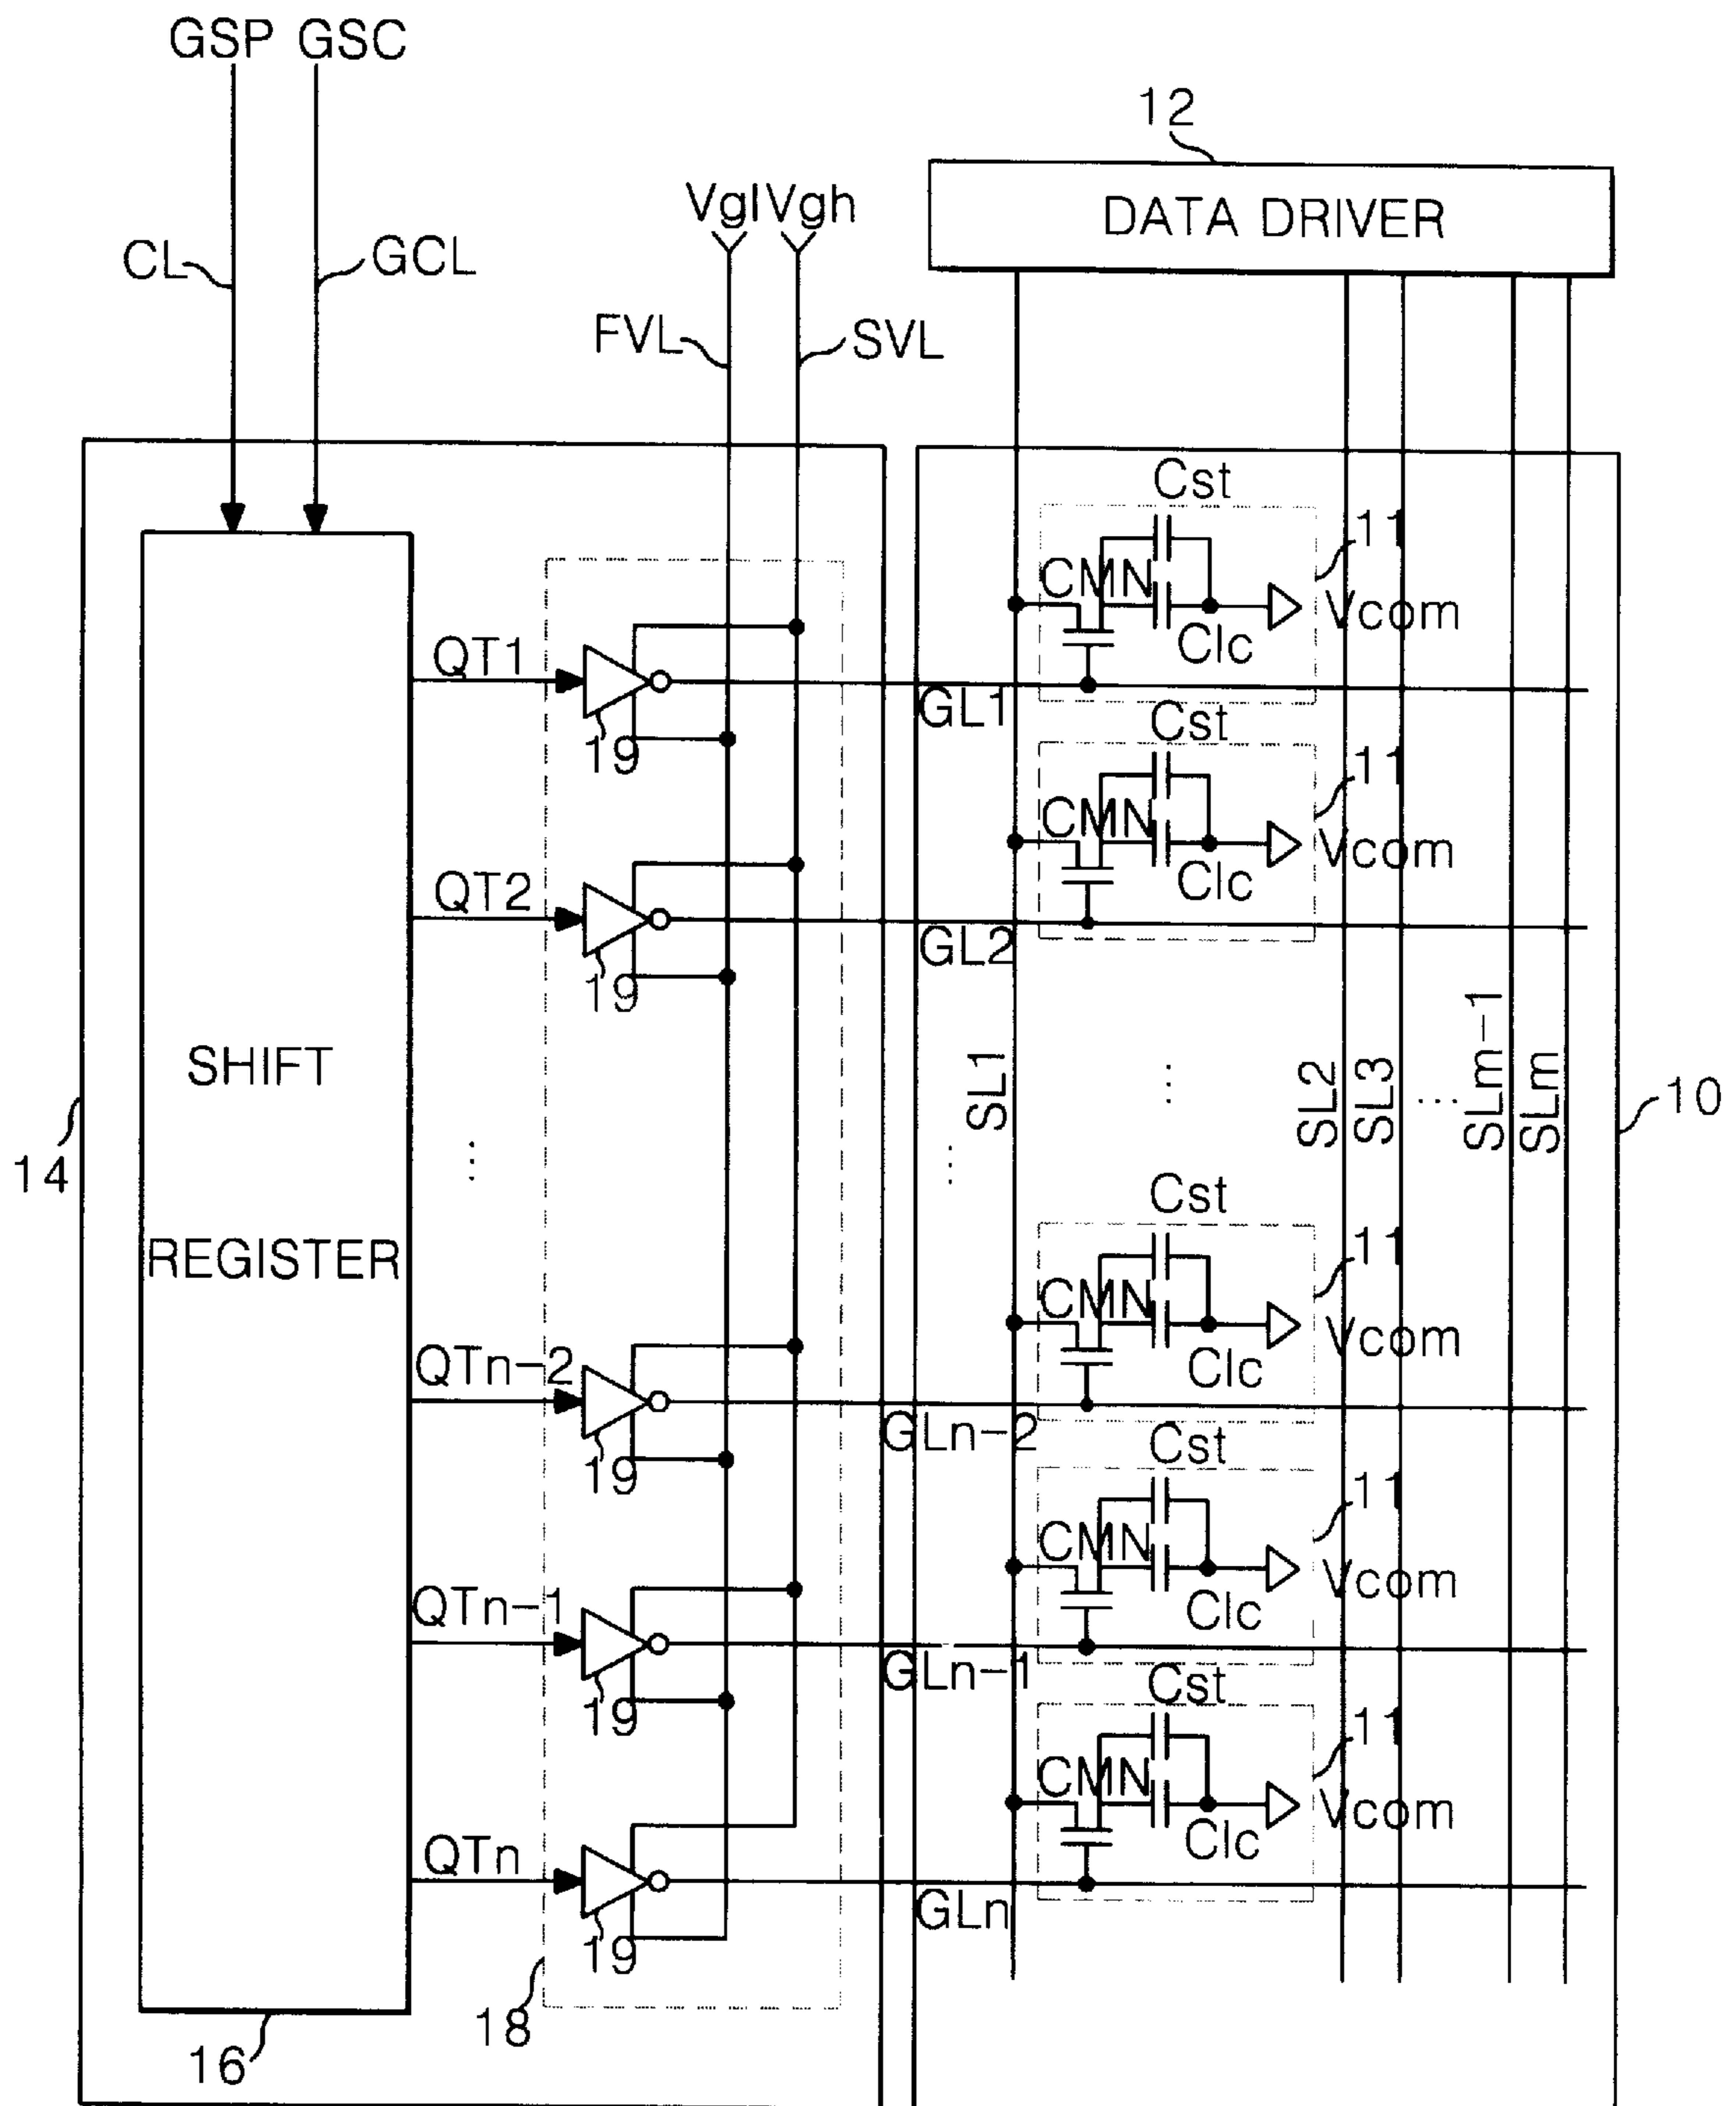 GSP GSC
12
Vgl Vgh
DATA DRIVER
CL GCL
FVL SVL
Cst
11
CMN
Vcom
QT1
Clc
19
GL1
Cst
11
CMN
Vcom
QT2
Clc
19
GL2
SHIFT
REGISTER
SL1
...
SL2
SL3
...
SLm-1
SLm
10
14
...
...
Cst
11
CMN
Vcom
QTn-2
Clc
19
GLn-2
Cst
11
CMN
Vcom
QTn-1
Clc
19
GLn-1
Cst
11
CMN
Vcom
QTn
Clc
19
GLn
18
16